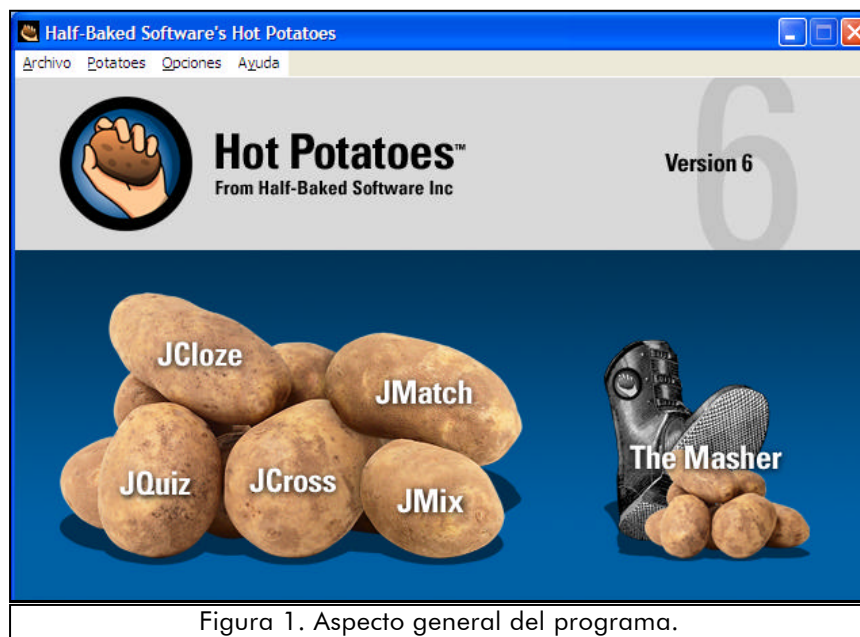 Half-Baked Software's Hot Potatoes
Archivo Potatoes Opciones Ayuda
Hot Potatoes™
From Half-Baked Software Inc
Version 6
6
JCloze
JMatch
JQuiz
JCross
JMix
The Masher
Figura 1. Aspecto general del programa.